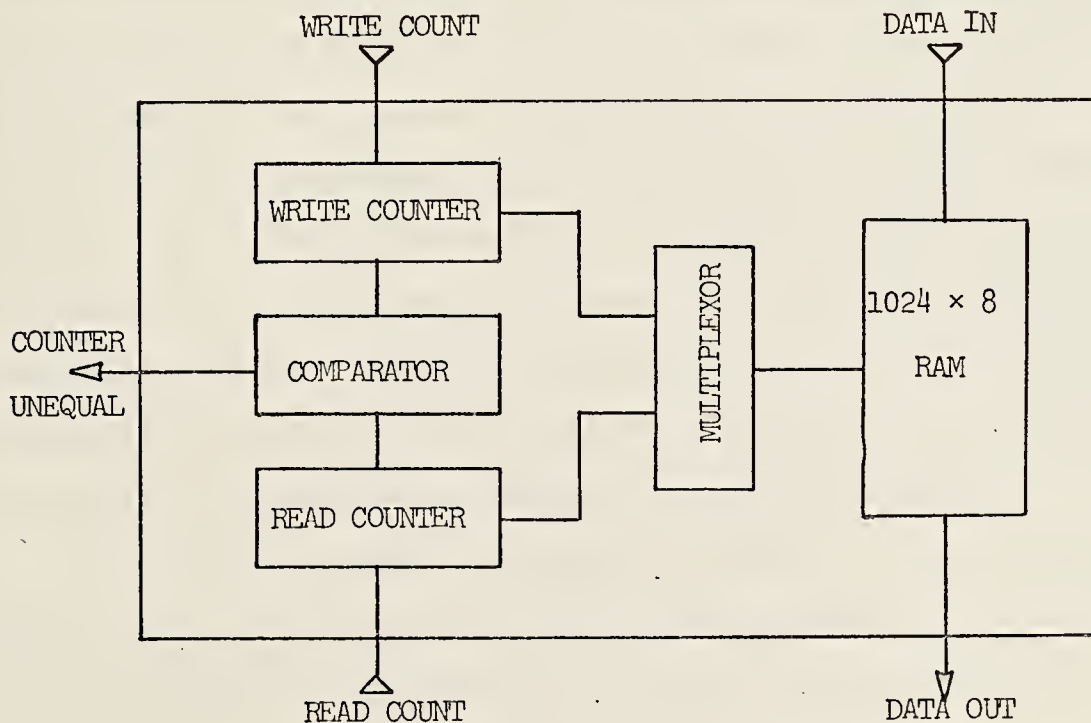 WRITE COUNT
DATA IN
WRITE COUNTER
MULTIPLEXOR
1024 × 8
RAM
COUNTER
UNEQUAL
COMPARATOR
READ COUNTER
READ COUNT
DATA OUT